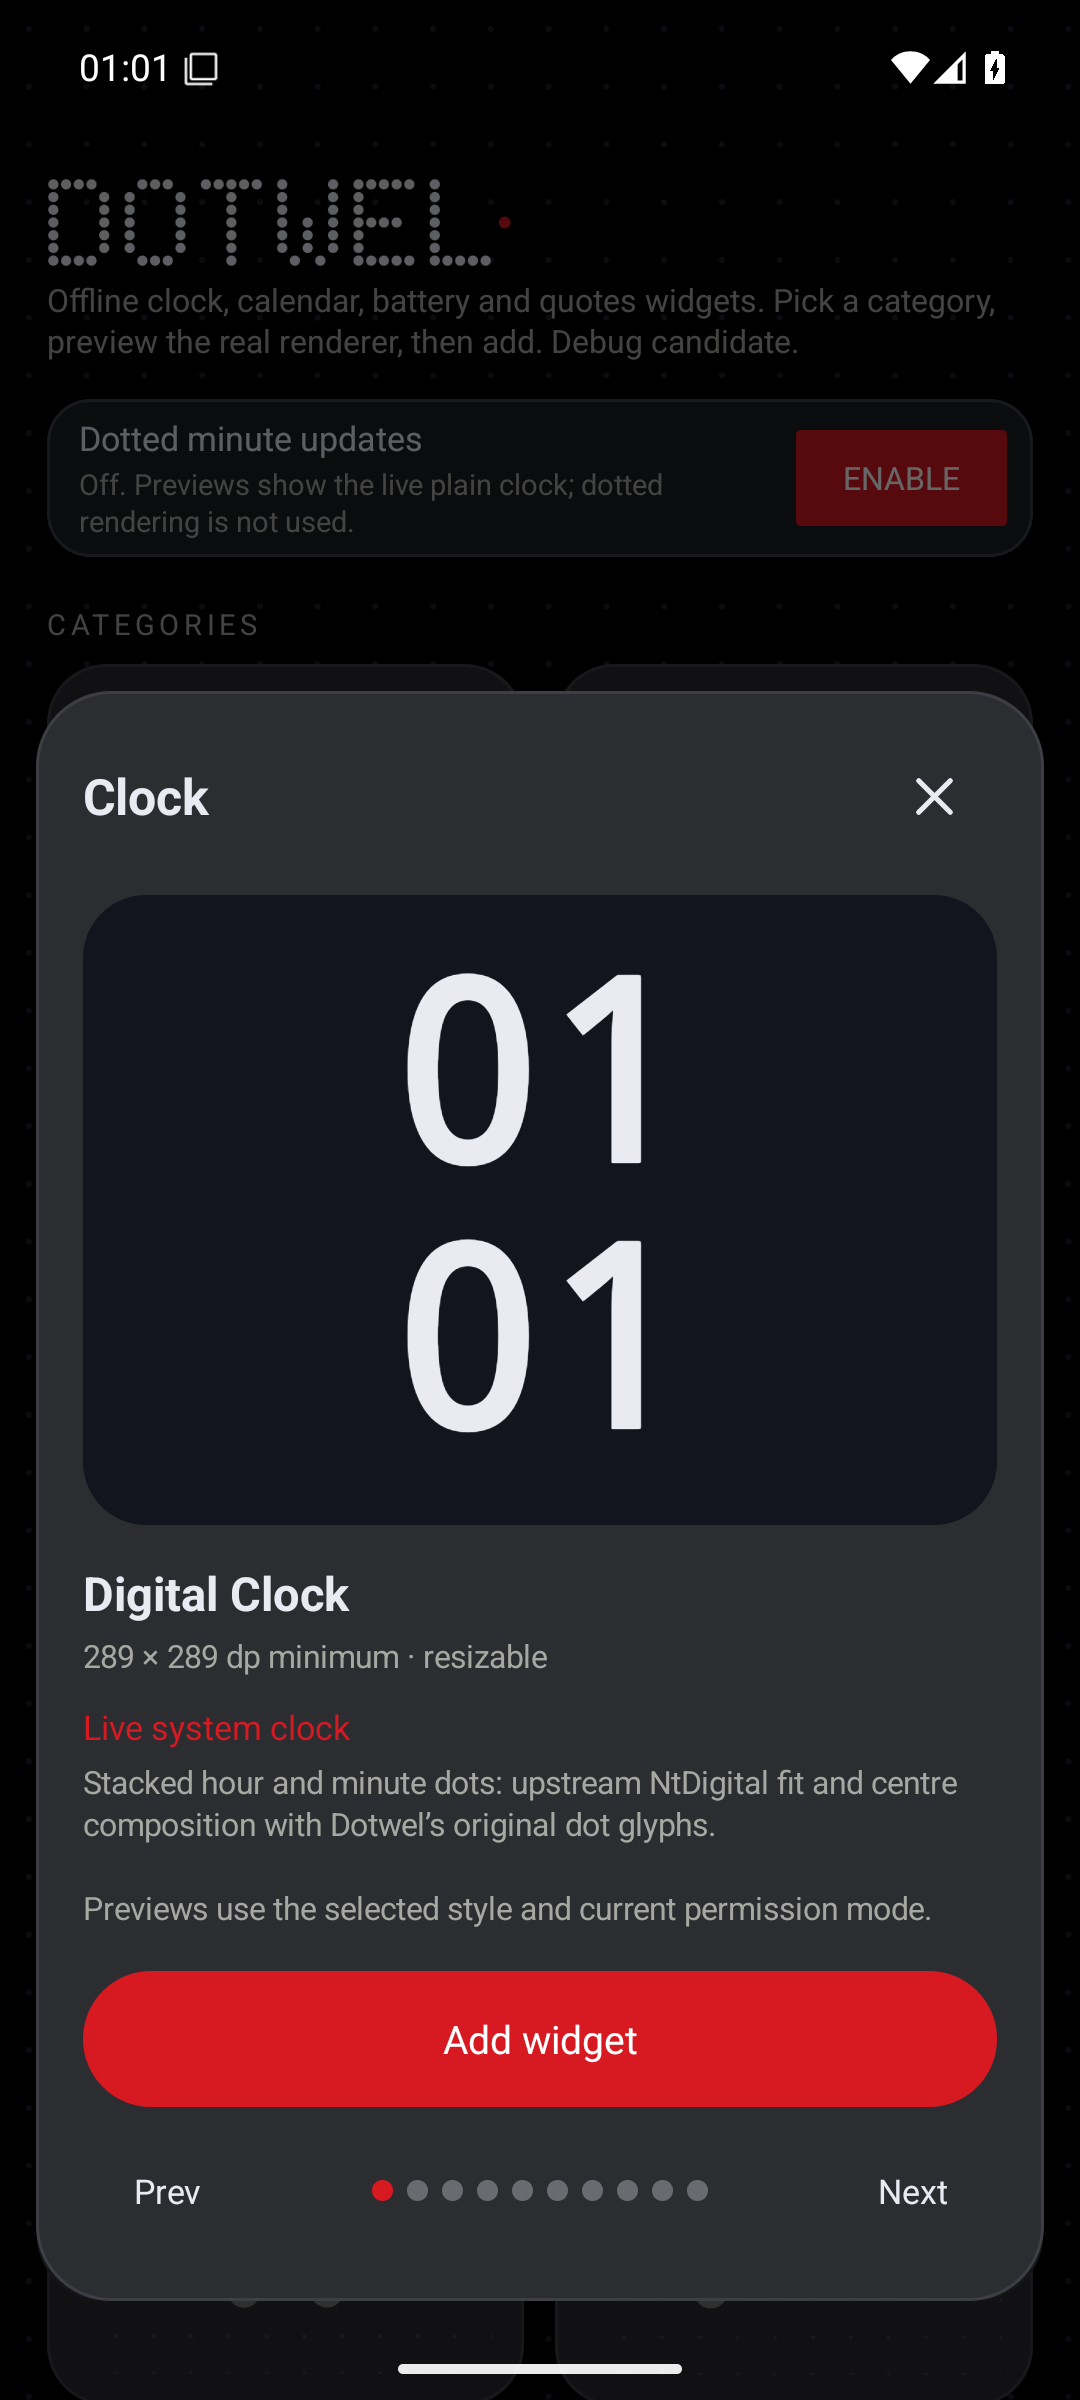 01:01
DOTWEL
Offline clock, calendar, battery and quotes widgets. Pick a category,
preview the real renderer, then add. Debug candidate.
Dotted minute updates
Off. Previews show the live plain clock; dotted
rendering is not used.
ENABLE
CATEGORIES
Clock
01
01
Digital Clock
289 × 289 dp minimum · resizable
Live system clock
Stacked hour and minute dots: upstream NtDigital fit and centre
composition with Dotwel’s original dot glyphs.
Previews use the selected style and current permission mode.
Add widget
Prev
Next